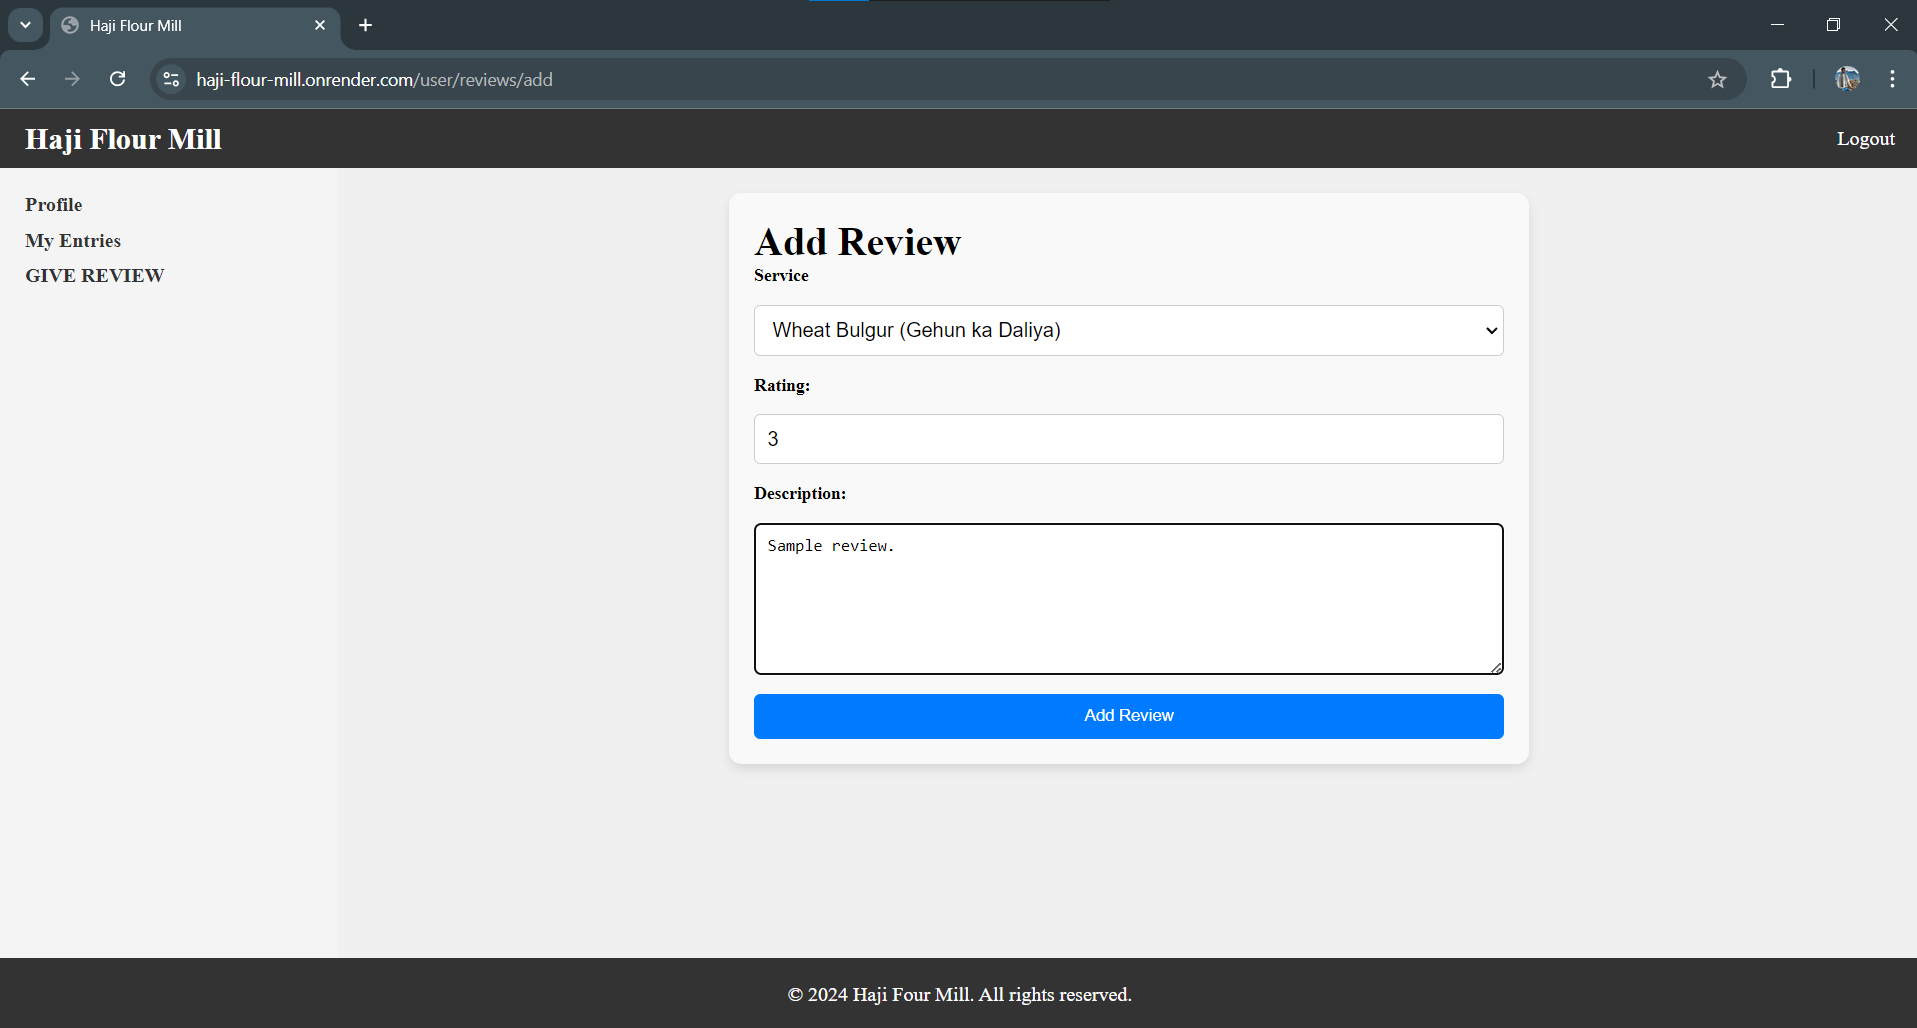 Haji Flour Mill
haji-flour-mill.onrender.com/user/reviews/add
Haji Flour Mill
Logout
Profile
My Entries
GIVE REVIEW
Add Review
Service
Wheat Bulgur (Gehun ka Daliya)
Rating:
3
Description:
Sample review.
Add Review
© 2024 Haji Four Mill. All rights reserved.